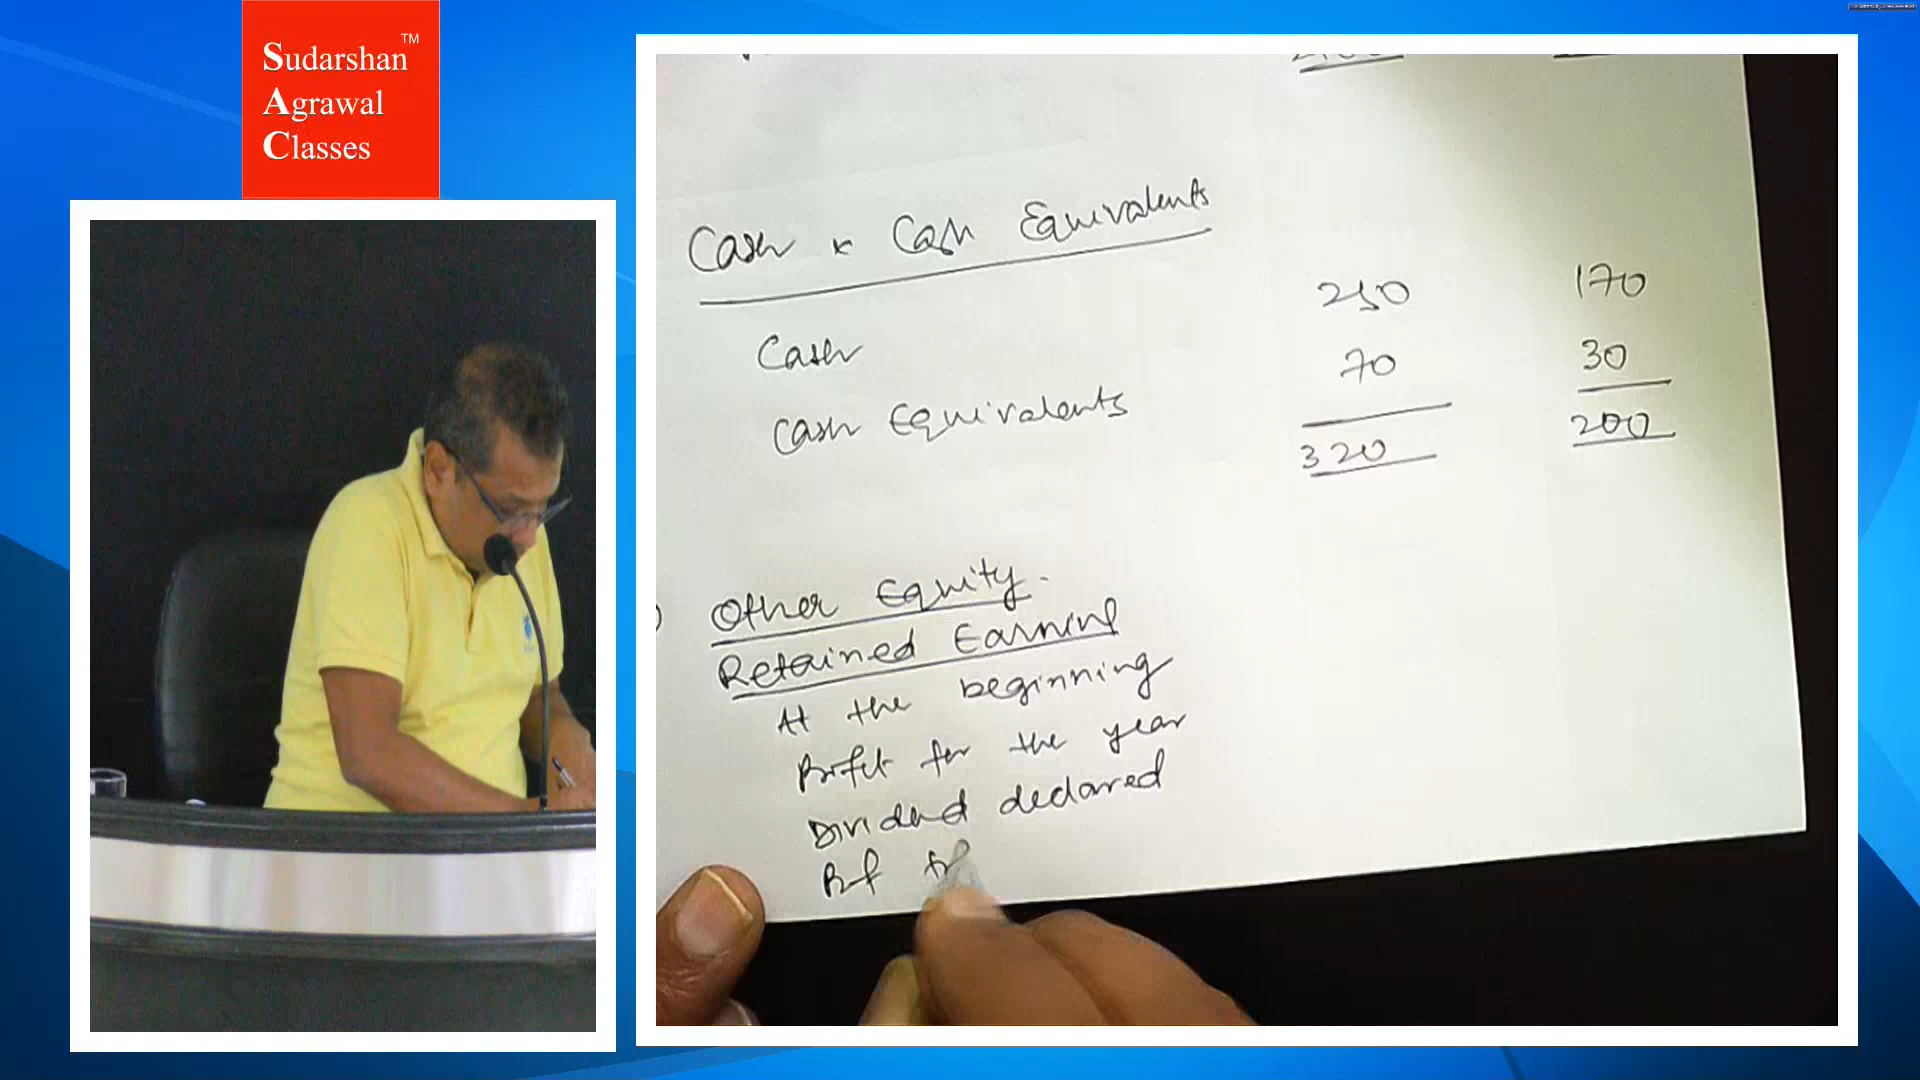 Sudarshan™
Agrawal
Classes
Cash & Cash Equivalents
Cash 250 170
Cash Equivalents 70 30
320 200
Other Equity.
Retained Earning
At the beginning
Profit for the year
Dividend declared